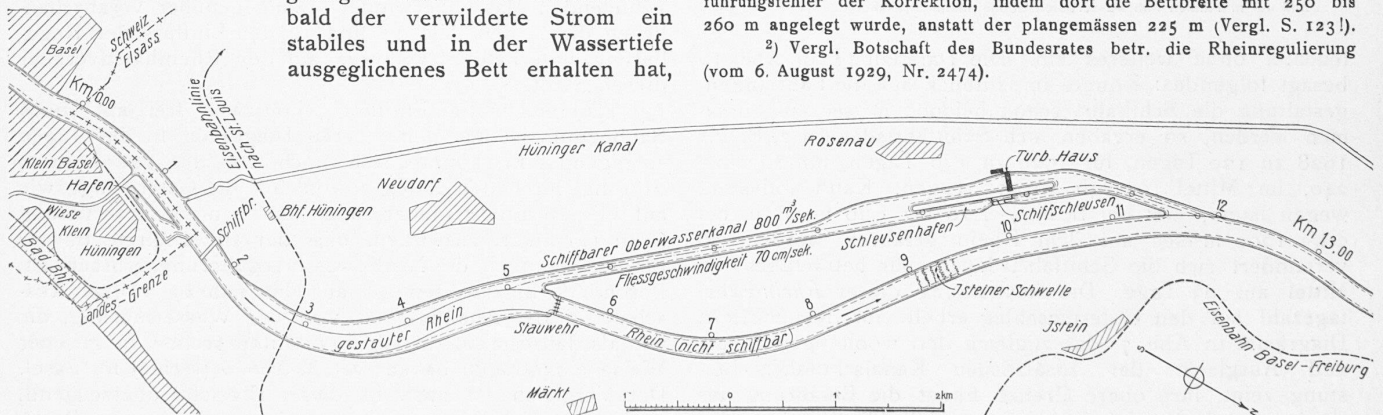 bald der verwilderte Strom ein
stabiles und in der Wassertiefe
ausgeglichenes Bett erhalten hat,
führungsfehler der Korrektion, indem dort die Bettbreite mit 250 bis
260 m angelegt wurde, anstatt der plangemässen 225 m (Vergl. S. 123!).
²) Vergl. Botschaft des Bundesrates betr. die Rheinregulierung
(vom 6. August 1929, Nr. 2474).
Basel
Schweiz
Elsass
Km 000
Eisenbahnlinie
nach St. Louis
Hüninger Kanal
Rosenau
Turb. Haus
Klein Basel
Hafen
Wiese
Klein
Hüningen
Bad. Bhf.
Landes-Grenze
1
Schiffbr.
2
Bhf. Hüningen
Neudorf
Schiffbarer Oberwasserkanal 800 m³/sek.
Fliessgeschwindigkeit 70 cm/sek.
Schleusenhafen
Schiffschleusen
3
4
5
6
7
8
9
10
11
12
Km 13.00
gestauter Rhein
Stauwehr
Rhein (nicht schiffbar)
Isteiner Schwelle
Istein
Eisenbahn Basel-Freiburg
Märkt
1
0
1
2km
S
N